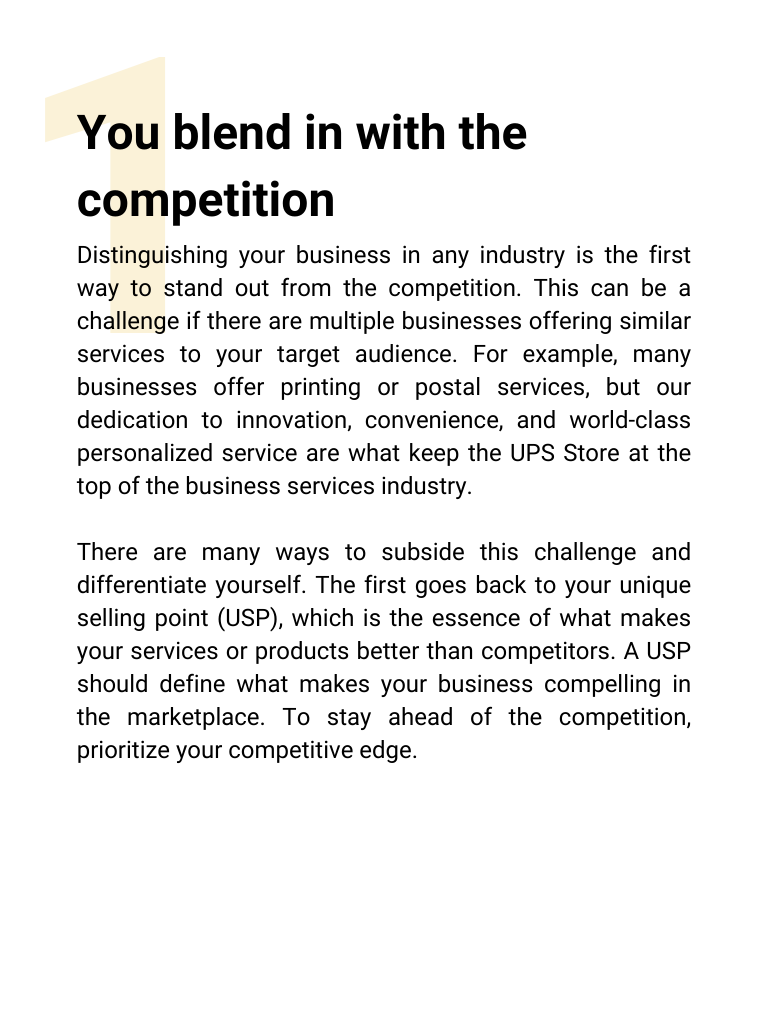 1
You blend in with the
competition
Distinguishing your business in any industry is the first
way to stand out from the competition. This can be a
challenge if there are multiple businesses offering similar
services to your target audience. For example, many
businesses offer printing or postal services, but our
dedication to innovation, convenience, and world-class
personalized service are what keep the UPS Store at the
top of the business services industry.
There are many ways to subside this challenge and
differentiate yourself. The first goes back to your unique
selling point (USP), which is the essence of what makes
your services or products better than competitors. A USP
should define what makes your business compelling in
the marketplace. To stay ahead of the competition,
prioritize your competitive edge.